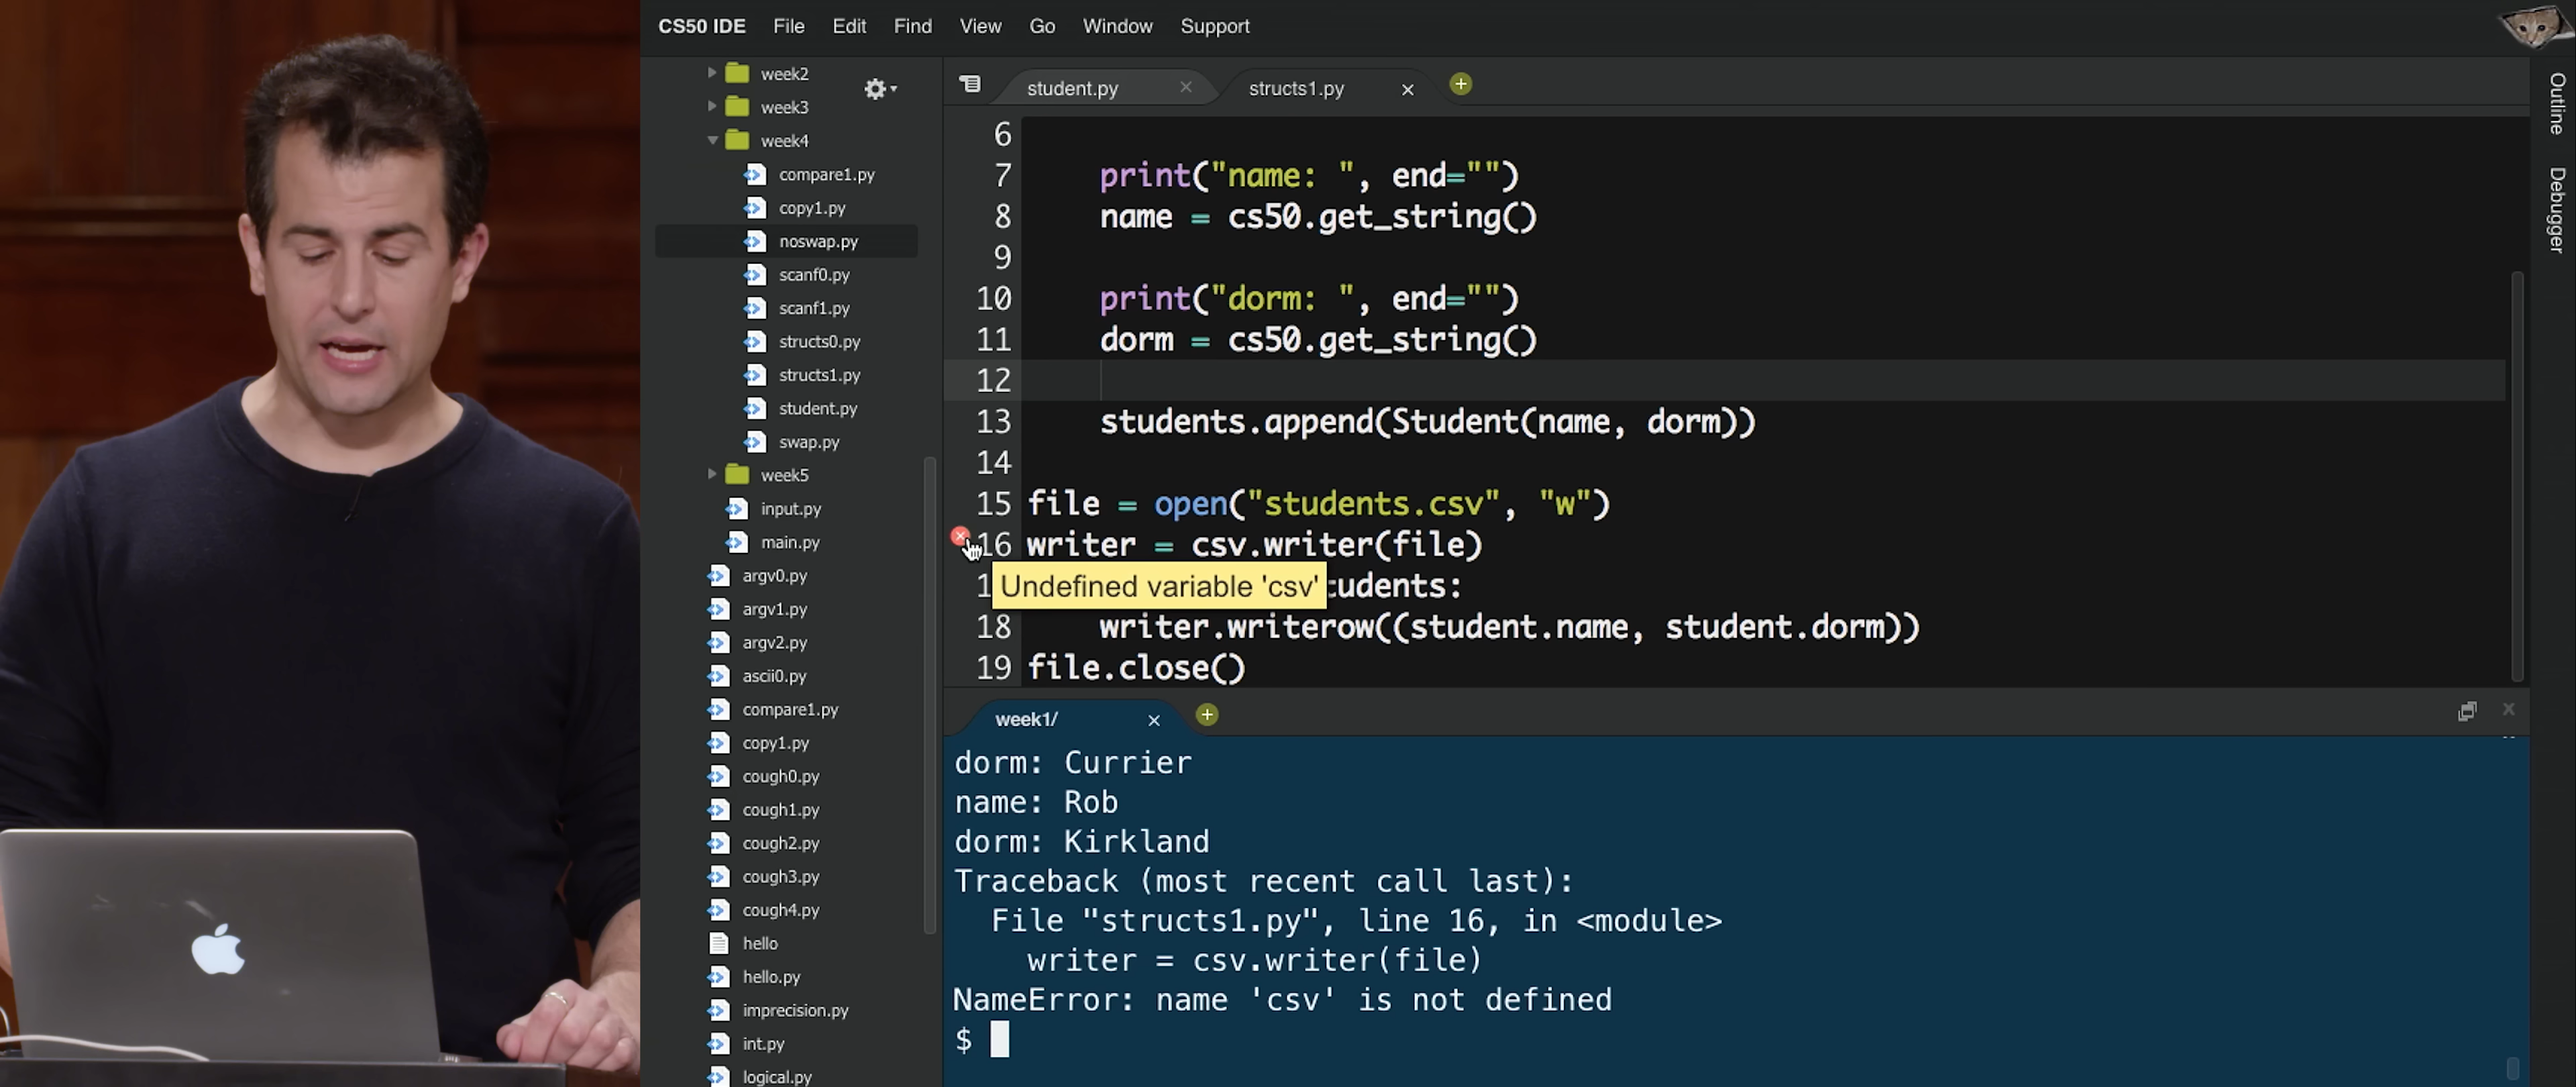 CS50 IDE File Edit Find View Go Window Support
week2
week3
week4
compare1.py
copy1.py
noswap.py
scanf0.py
scanf1.py
structs0.py
structs1.py
student.py
swap.py
week5
input.py
main.py
argv0.py
argv1.py
argv2.py
ascii0.py
compare1.py
copy1.py
cough0.py
cough1.py
cough2.py
cough3.py
cough4.py
hello
hello.py
imprecision.py
int.py
logical.py
student.py structs1.py
6
7 print("name: ", end="")
8 name = cs50.get_string()
9
10 print("dorm: ", end="")
11 dorm = cs50.get_string()
12
13 students.append(Student(name, dorm))
14
15 file = open("students.csv", "w")
16 writer = csv.writer(file)
Undefined variable 'csv'
tudents:
18 writer.writerow((student.name, student.dorm))
19 file.close()
week1/
dorm: Currier
name: Rob
dorm: Kirkland
Traceback (most recent call last):
File "structs1.py", line 16, in <module>
writer = csv.writer(file)
NameError: name 'csv' is not defined
$
Outline
Debugger